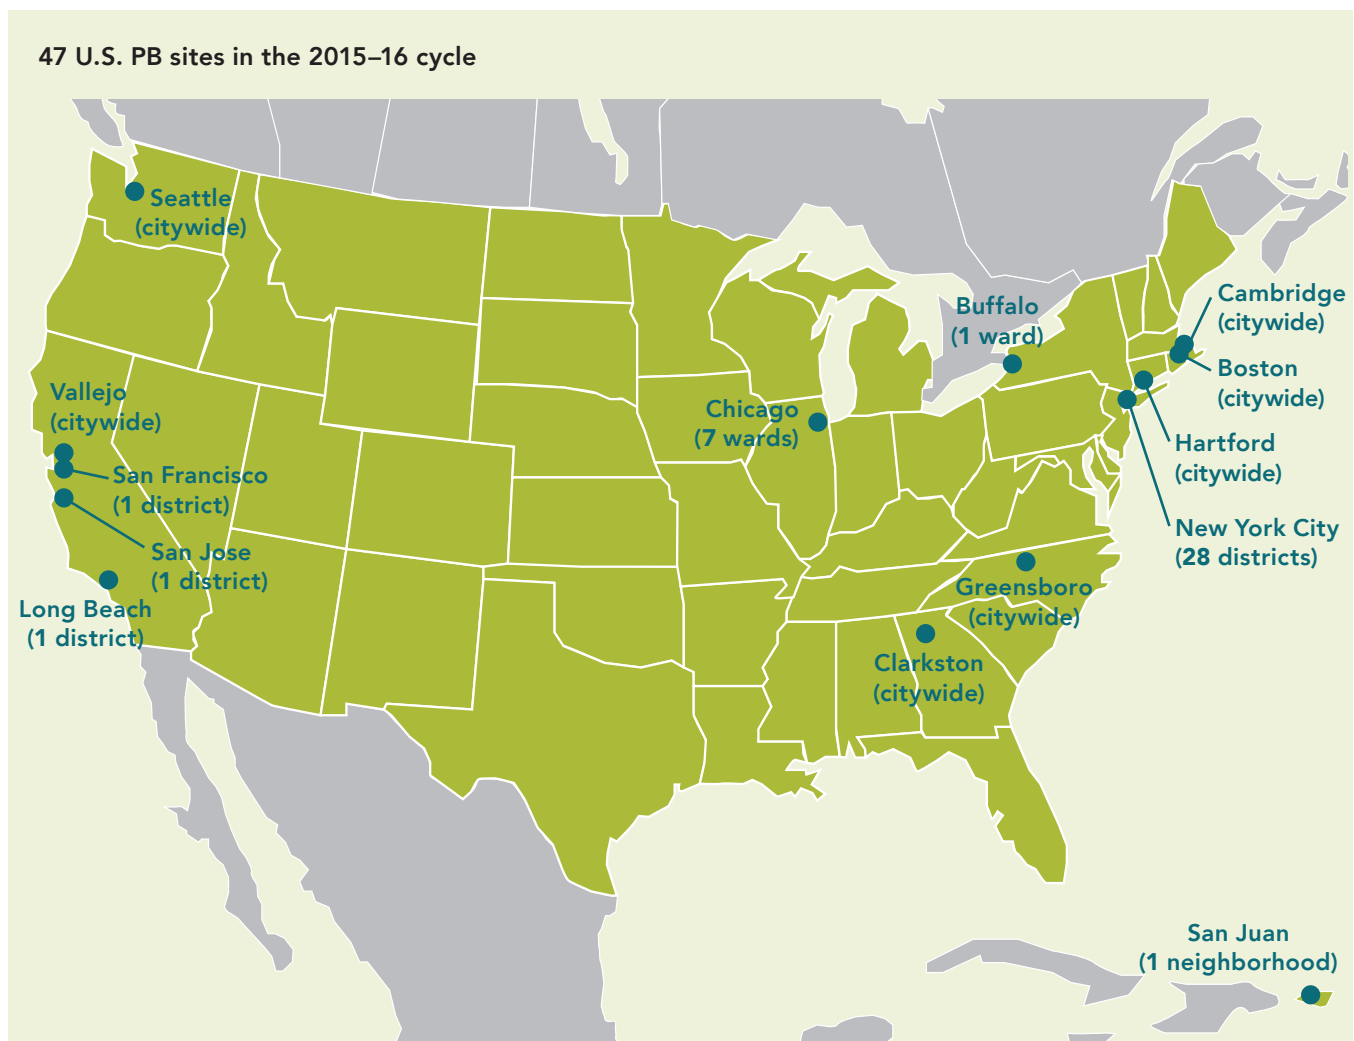 47 U.S. PB sites in the 2015–16 cycle
Seattle
(citywide)
Vallejo
(citywide)
San Francisco
(1 district)
San Jose
(1 district)
Long Beach
(1 district)
Chicago
(7 wards)
Buffalo
(1 ward)
Cambridge
(citywide)
Boston
(citywide)
Hartford
(citywide)
New York City
(28 districts)
Greensboro
(citywide)
Clarkston
(citywide)
San Juan
(1 neighborhood)